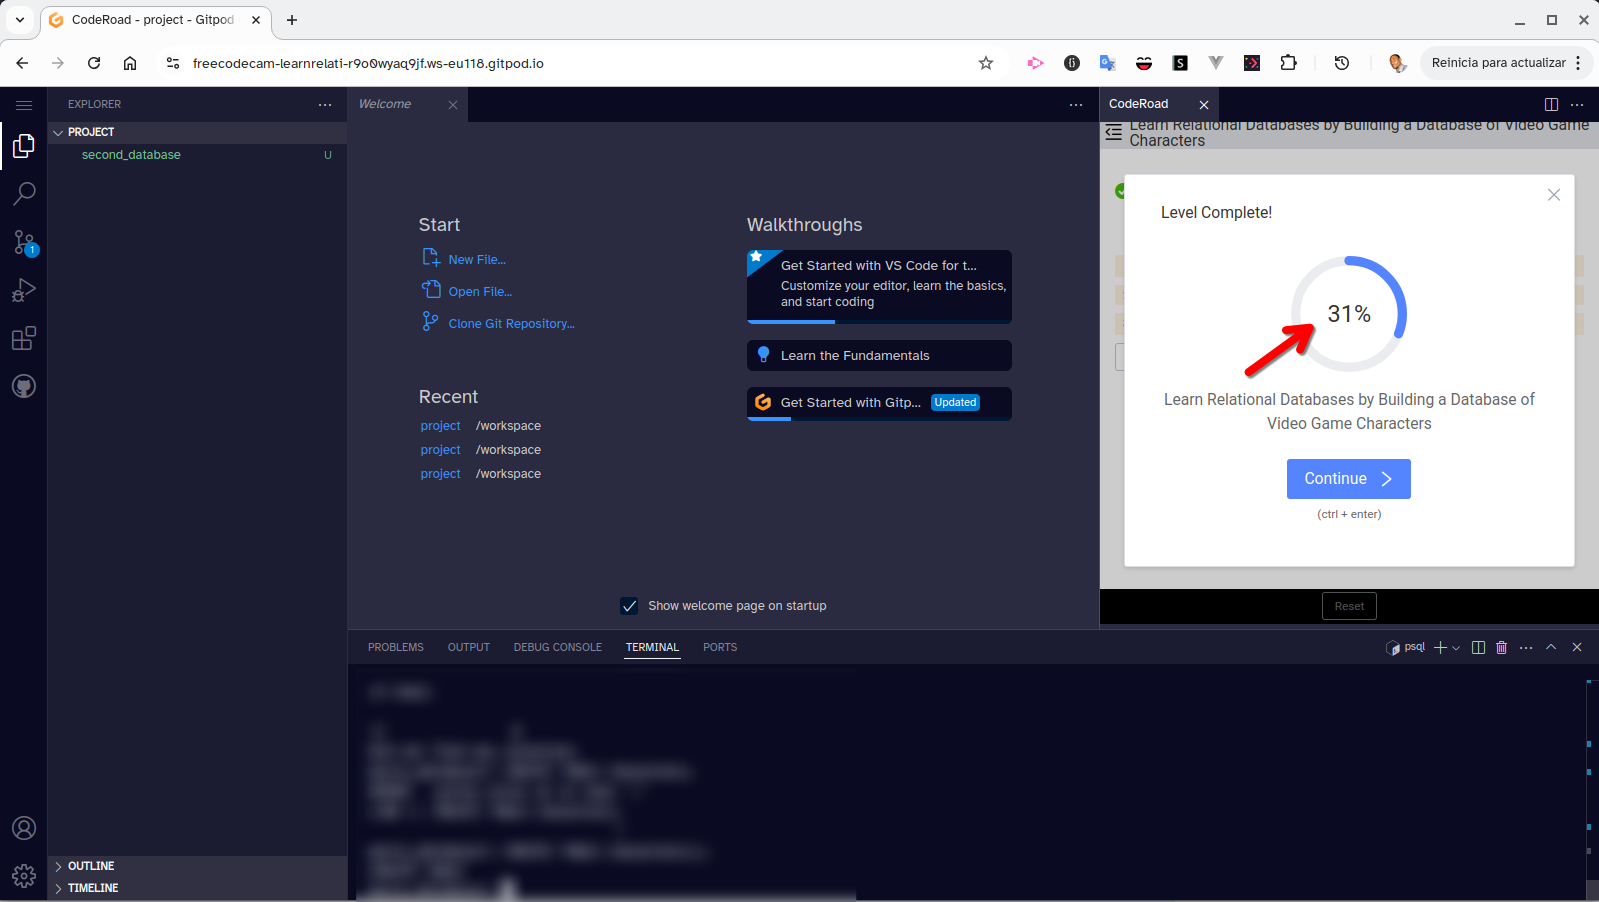 CodeRoad - project - Gitpod
freecodecam-learnrelati-r9o0wyaq9jf.ws-eu118.gitpod.io
Reinicia para actualizar
EXPLORER
PROJECT
second_database U
Welcome
Start
New File...
Open File...
Clone Git Repository...
Recent
project /workspace
project /workspace
project /workspace
Walkthroughs
Get Started with VS Code for t...
Customize your editor, learn the basics,
and start coding
Learn the Fundamentals
Get Started with Gitp... Updated
Show welcome page on startup
CodeRoad
Learn Relational Databases by Building a Database of Video Game
Characters
Level Complete!
31%
Learn Relational Databases by Building a Database of
Video Game Characters
Continue
(ctrl + enter)
Reset
PROBLEMS OUTPUT DEBUG CONSOLE TERMINAL PORTS
psql
1
OUTLINE
TIMELINE